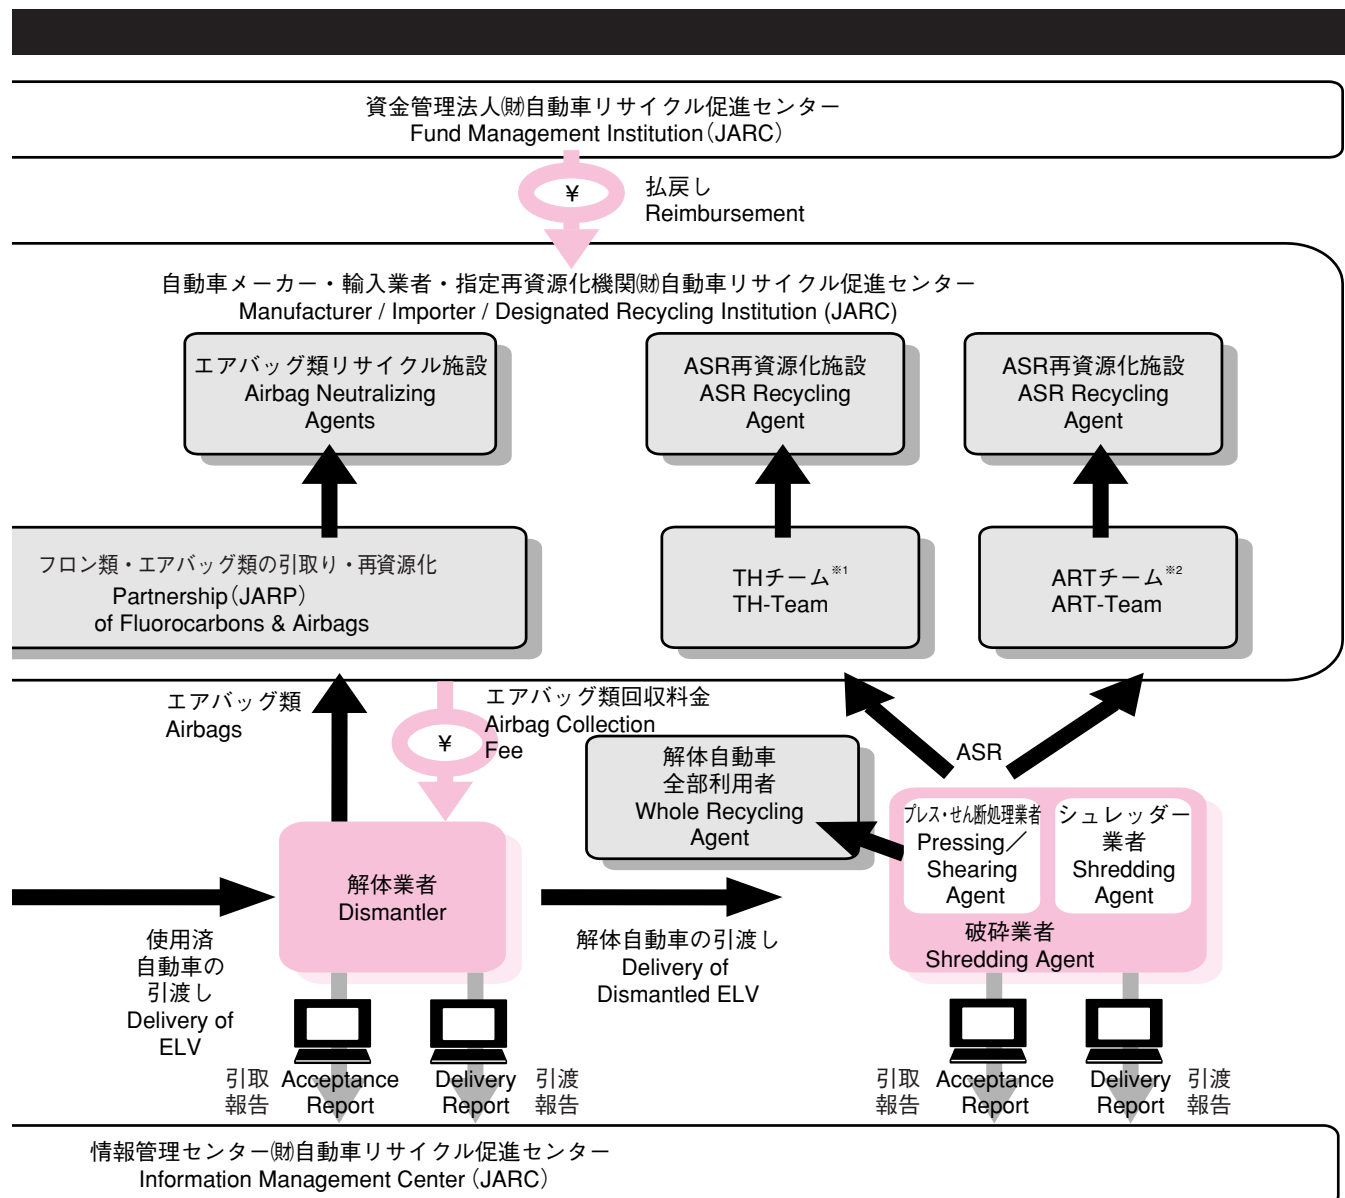 資金管理法人㈶自動車リサイクル促進センター
Fund Management Institution（JARC）
¥
払戻し
Reimbursement
自動車メーカー・輸入業者・指定再資源化機関㈶自動車リサイクル促進センター
Manufacturer / Importer / Designated Recycling Institution (JARC)
エアバッグ類リサイクル施設
Airbag Neutralizing
Agents
ASR再資源化施設
ASR Recycling
Agent
ASR再資源化施設
ASR Recycling
Agent
フロン類・エアバッグ類の引取り・再資源化
Partnership（JARP）
of Fluorocarbons & Airbags
THチーム※1
TH-Team
ARTチーム※2
ART-Team
エアバッグ類
Airbags
¥
エアバッグ類回収料金
Airbag Collection
Fee
解体自動車
全部利用者
Whole Recycling
Agent
ASR
プレス・せん断処理業者
Pressing／
Shearing
Agent
シュレッダー
業者
Shredding
Agent
破砕業者
Shredding Agent
解体業者
Dismantler
使用済
自動車の
引渡し
Delivery of
ELV
解体自動車の引渡し
Delivery of
Dismantled ELV
引取
報告
Acceptance
Report
Delivery
Report
引渡
報告
引取
報告
Acceptance
Report
Delivery
Report
引渡
報告
情報管理センター㈶自動車リサイクル促進センター
Information Management Center（JARC）